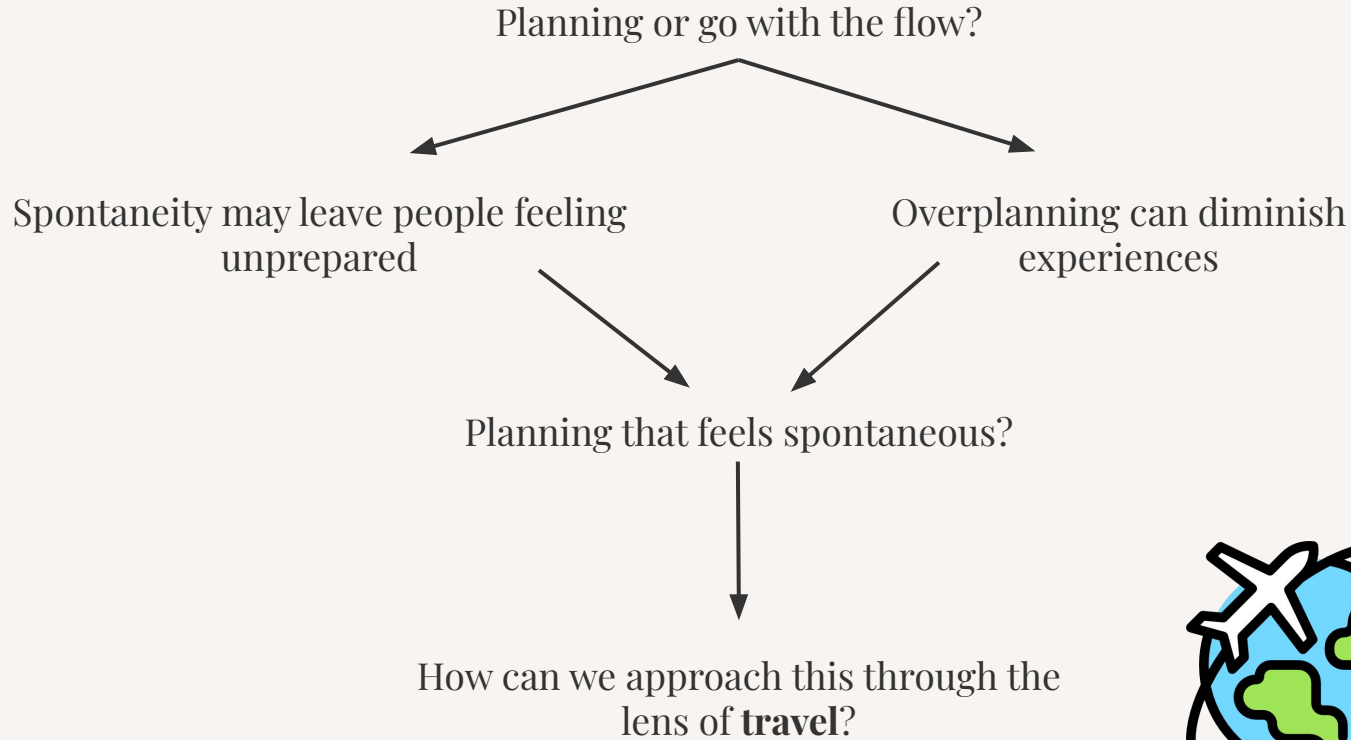 Planning or go with the flow?
Spontaneity may leave people feeling
unprepared
Overplanning can diminish
experiences
Planning that feels spontaneous?
How can we approach this through the
lens of travel?